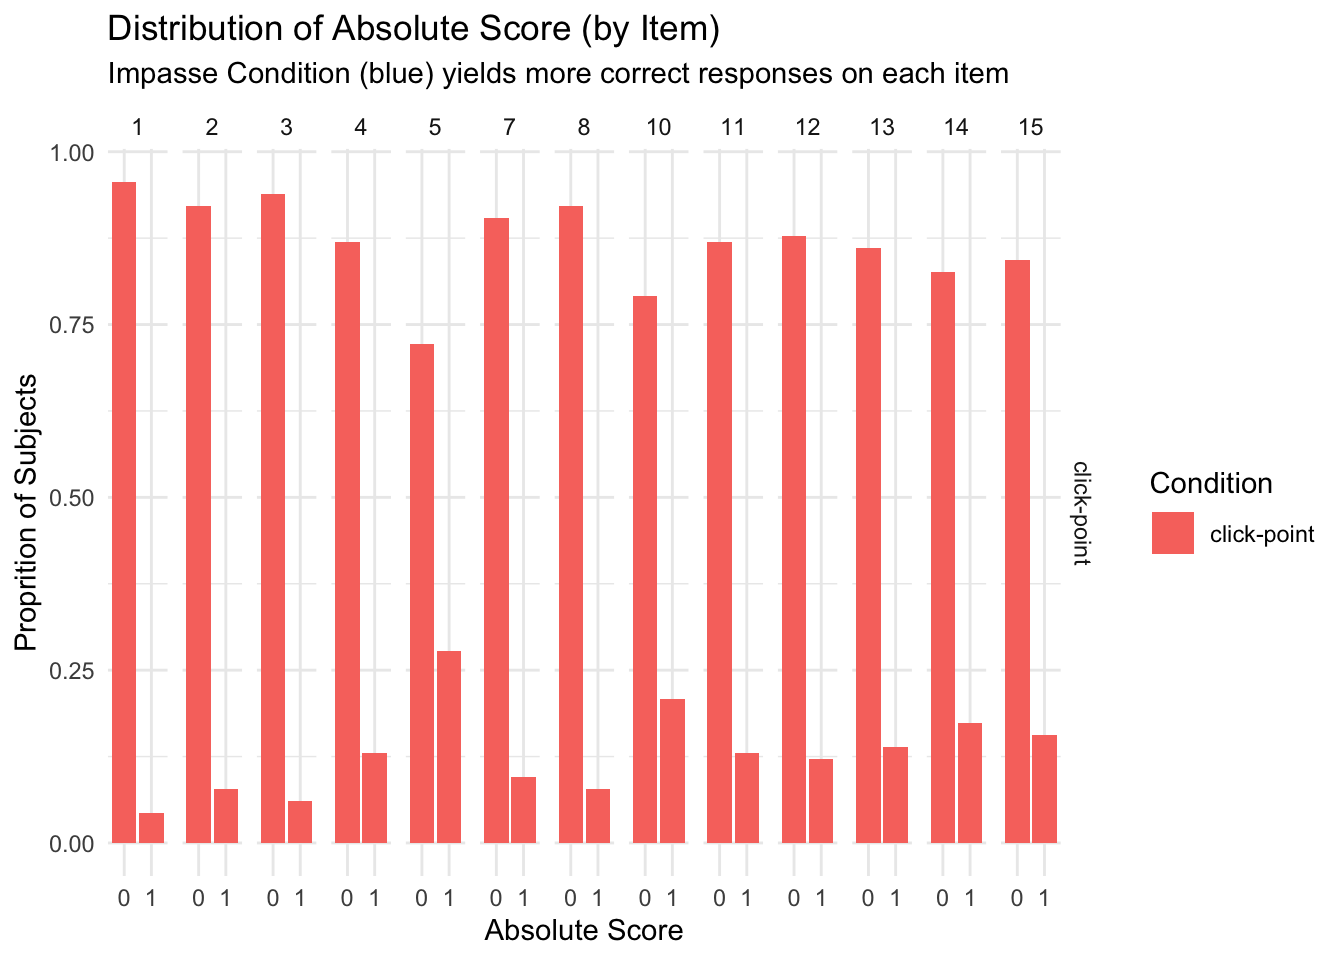 Distribution of Absolute Score (by Item)
Impasse Condition (blue) yields more correct responses on each item
1 2 3 4 5 7 8 10 11 12 13 14 15
1.00
0.75
0.50
0.25
0.00
Proprition of Subjects
click-point
Condition
click-point
0 1 0 1 0 1 0 1 0 1 0 1 0 1 0 1 0 1 0 1 0 1 0 1 0 1
Absolute Score